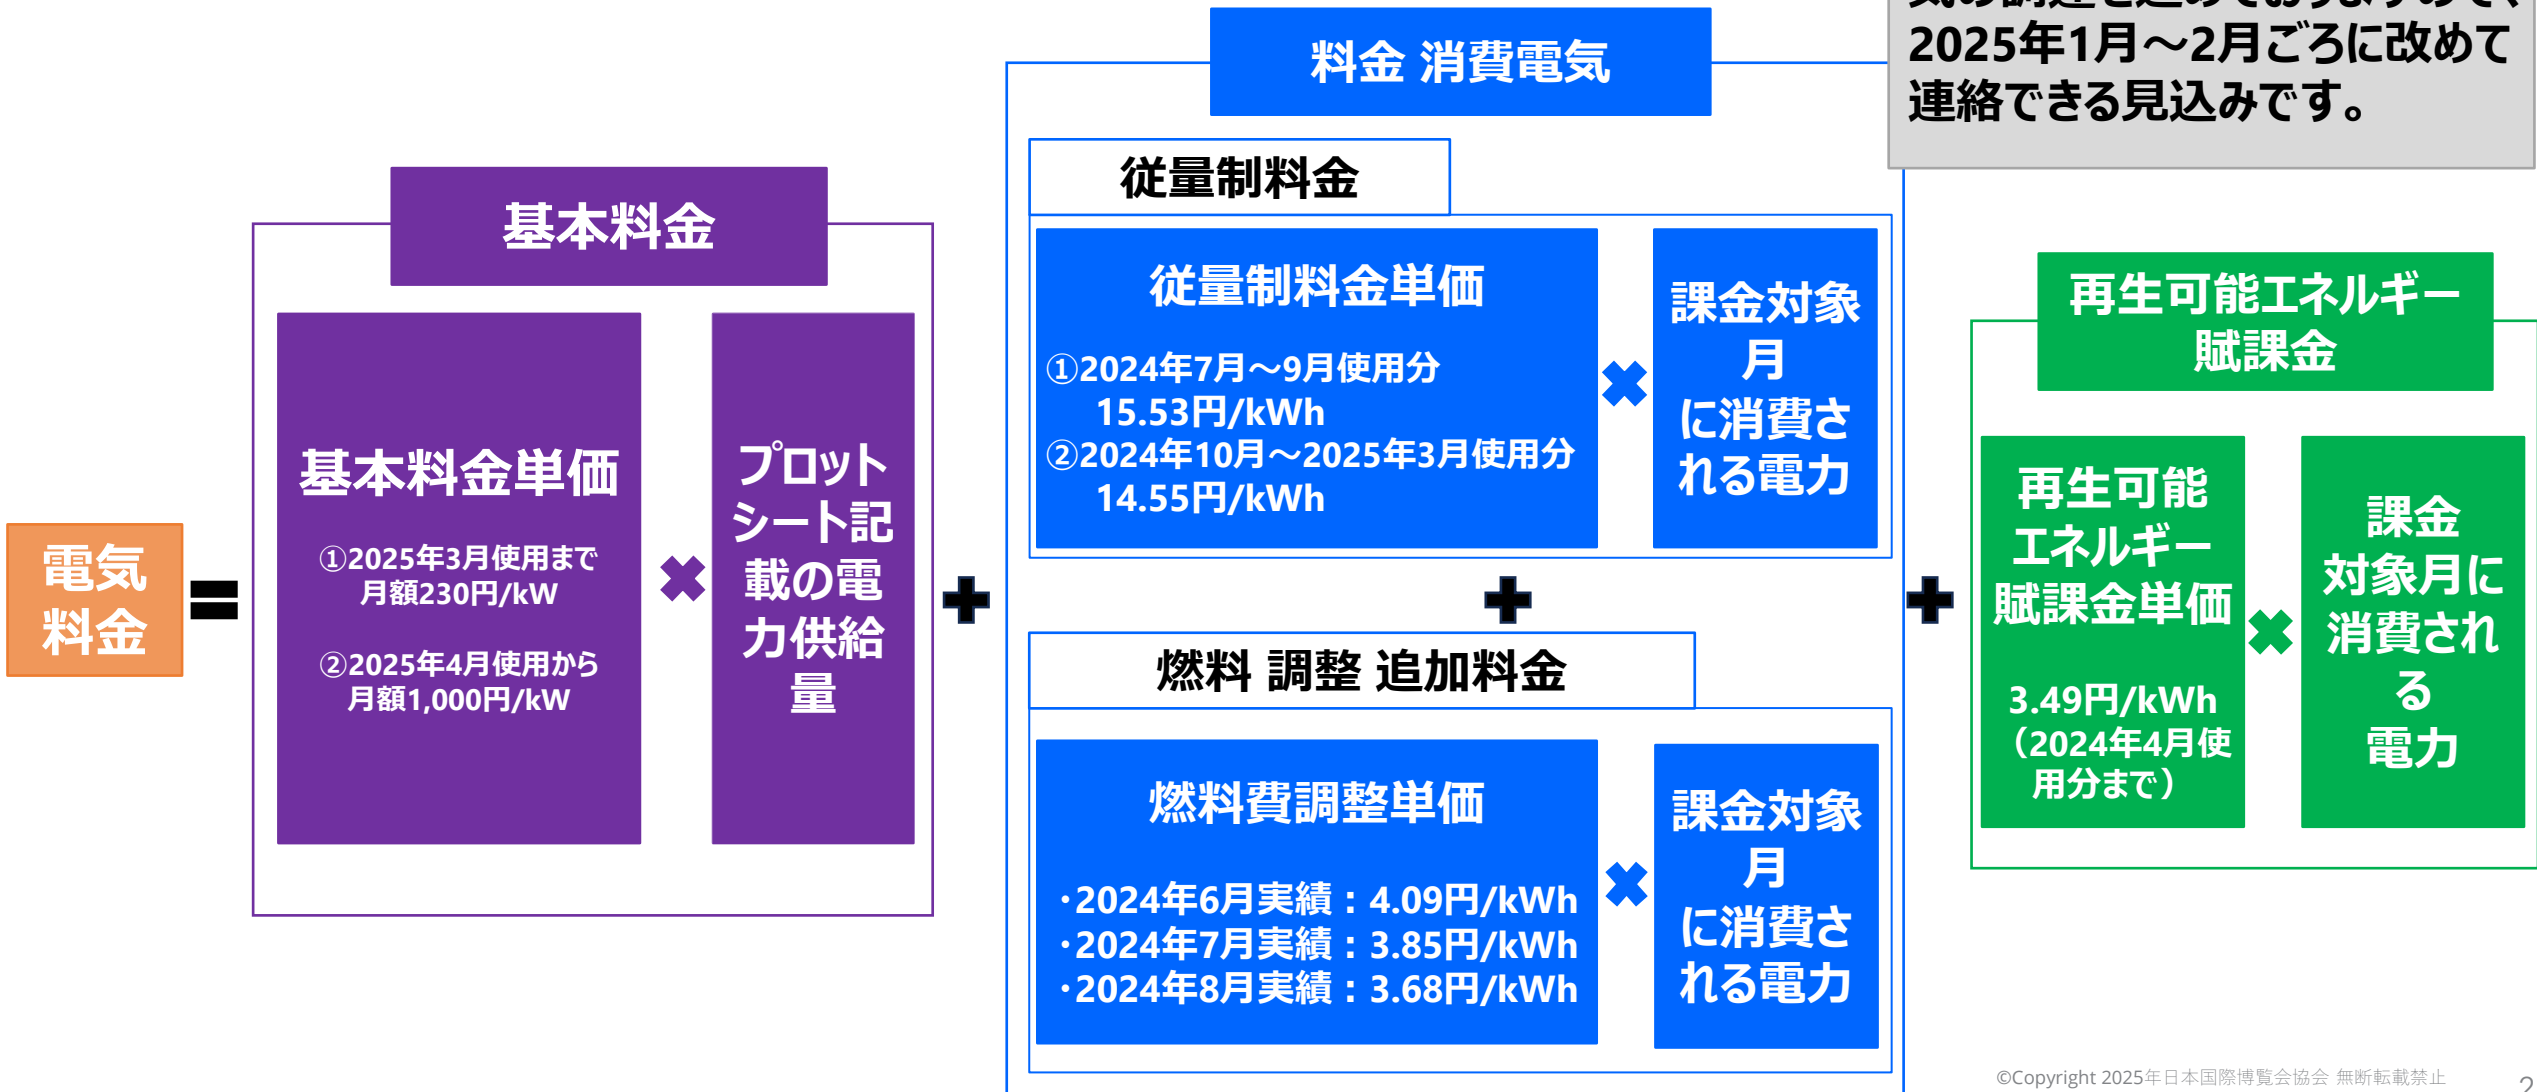 2025年1月～2月ごろに改めて
連絡できる見込みです。
料金 消費電気
従量制料金
基本料金
従量制料金単価
①2024年7月～9月使用分
15.53円/kWh
②2024年10月～2025年3月使用分
14.55円/kWh
課金対象
月
に消費さ
れる電力
再生可能エネルギー
賦課金
基本料金単価
①2025年3月使用まで
月額230円/kW
②2025年4月使用から
月額1,000円/kW
プロット
シート記
載の電
力供給
量
電気
料金
燃料 調整 追加料金
燃料費調整単価
・2024年6月実績：4.09円/kWh
・2024年7月実績：3.85円/kWh
・2024年8月実績：3.68円/kWh
課金対象
月
に消費さ
れる電力
再生可能
エネルギー
賦課金単価
3.49円/kWh
（2024年4月使
用分まで）
課金
対象月に
消費され
る
電力
©Copyright 2025年日本国際博覧会協会 無断転載禁止